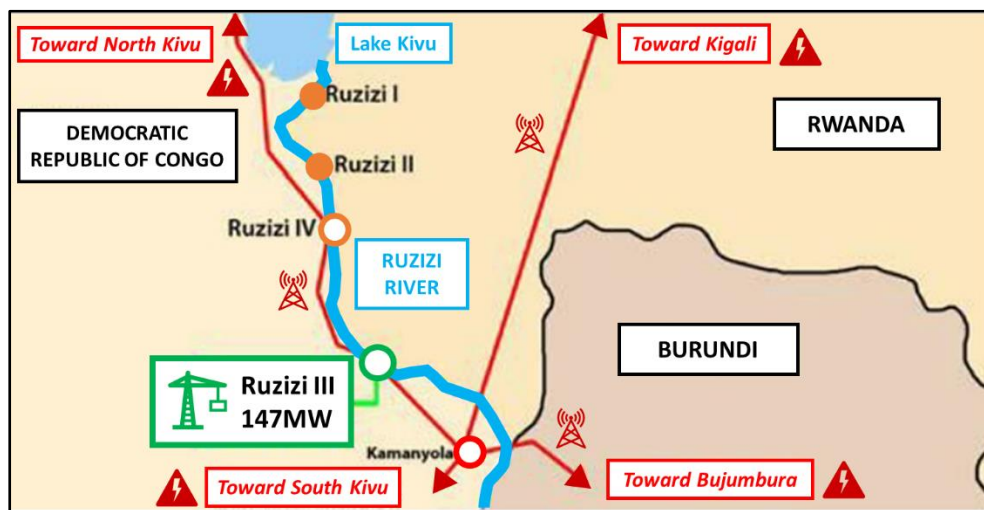 Toward North Kivu
Lake Kivu
Toward Kigali
Ruzizi I
DEMOCRATIC
REPUBLIC OF CONGO
RWANDA
Ruzizi II
Ruzizi IV
RUZIZI
RIVER
BURUNDI
Ruzizi III
147MW
Kamanyola
Toward South Kivu
Toward Bujumbura